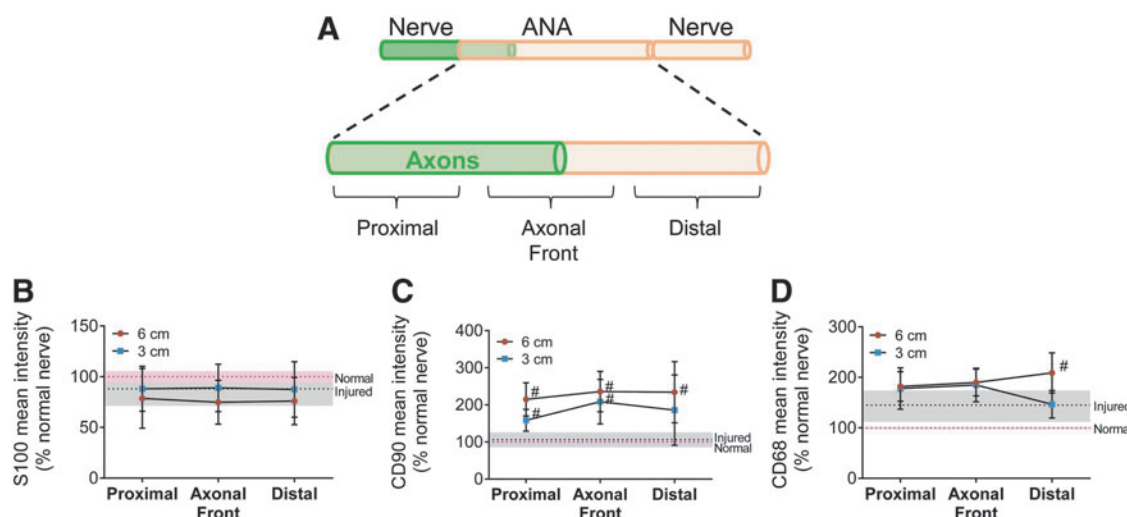 A
Nerve ANA Nerve
Axons
Proximal Axonal Distal
Front
B
S100 mean intensity
(% normal nerve)
150
100
50
0
6 cm
3 cm
Normal
Injured
Proximal Axonal Distal
Front
C
CD90 mean intensity
(% normal nerve)
400
300
200
100
0
6 cm
3 cm
# # #
# #
Injured
Normal
Proximal Axonal Distal
Front
D
CD68 mean intensity
(% normal nerve)
300
200
100
0
6 cm
3 cm
#
Injured
Normal
Proximal Axonal Distal
Front